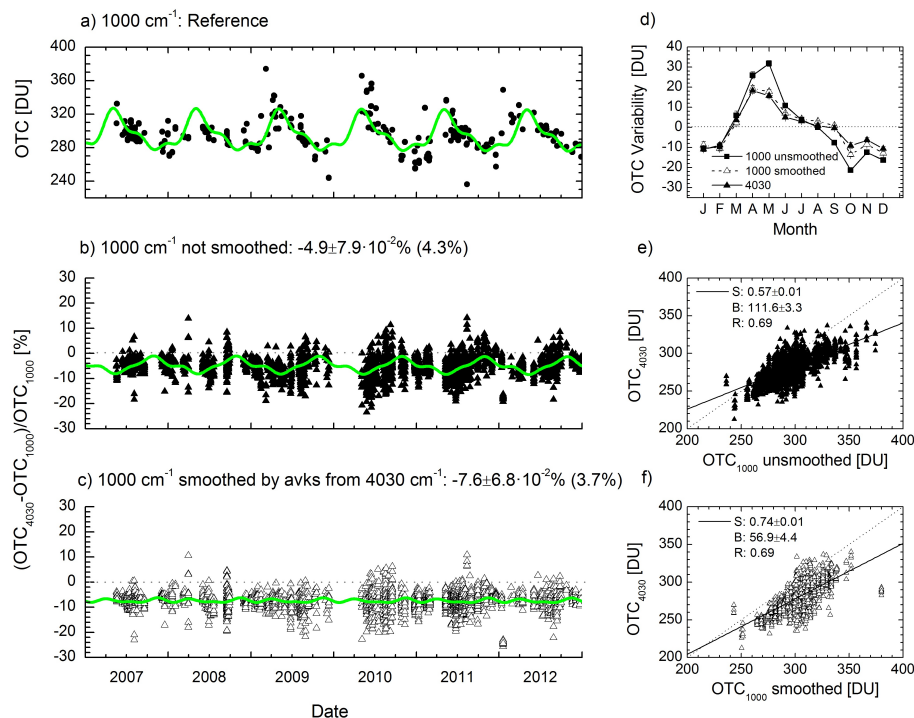 a) 1000 cm⁻¹: Reference
OTC [DU]
400
360
320
280
240
b) 1000 cm⁻¹ not smoothed: -4.9±7.9·10⁻²% (4.3%)
(OTC₄₀₃₀-OTC₁₀₀₀)/OTC₁₀₀₀ [%]
30
20
10
0
-10
-20
-30
c) 1000 cm⁻¹ smoothed by avks from 4030 cm⁻¹: -7.6±6.8·10⁻²% (3.7%)
30
20
10
0
-10
-20
-30
2007 2008 2009 2010 2011 2012
Date
d)
OTC Variability [DU]
40
30
20
10
0
-10
-20
-30
1000 unsmoothed
1000 smoothed
4030
J F M A M J J A S O N D
Month
e)
OTC₄₀₃₀ [DU]
400
350
300
250
200
S: 0.57±0.01
B: 111.6±3.3
R: 0.69
200 250 300 350 400
OTC₁₀₀₀ unsmoothed [DU]
f)
OTC₄₀₃₀ [DU]
400
350
300
250
200
S: 0.74±0.01
B: 56.9±4.4
R: 0.69
200 250 300 350 400
OTC₁₀₀₀ smoothed [DU]